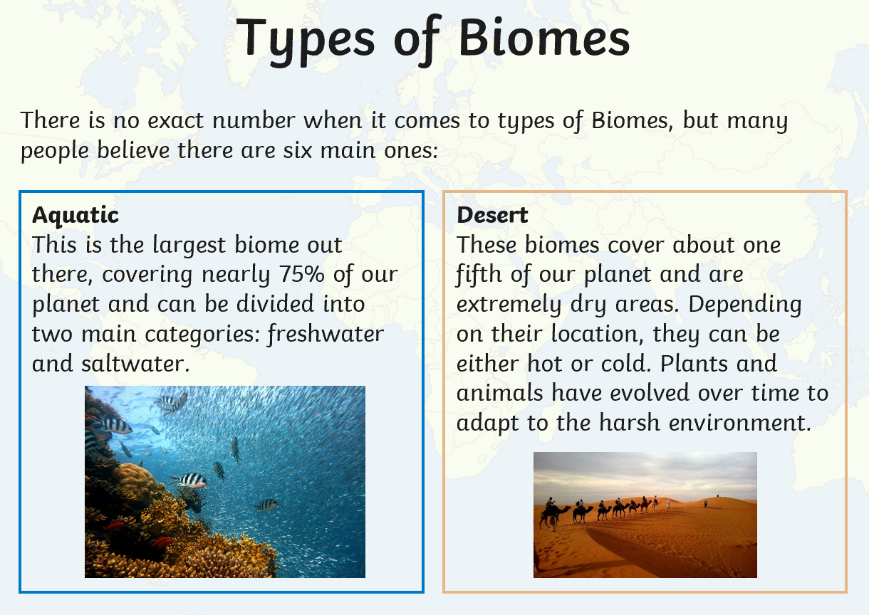 Types of Biomes
There is no exact number when it comes to types of Biomes, but many
people believe there are six main ones:
Aquatic
This is the largest biome out
there, covering nearly 75% of our
planet and can be divided into
two main categories: freshwater
and saltwater.
Desert
These biomes cover about one
fifth of our planet and are
extremely dry areas. Depending
on their location, they can be
either hot or cold. Plants and
animals have evolved over time to
adapt to the harsh environment.